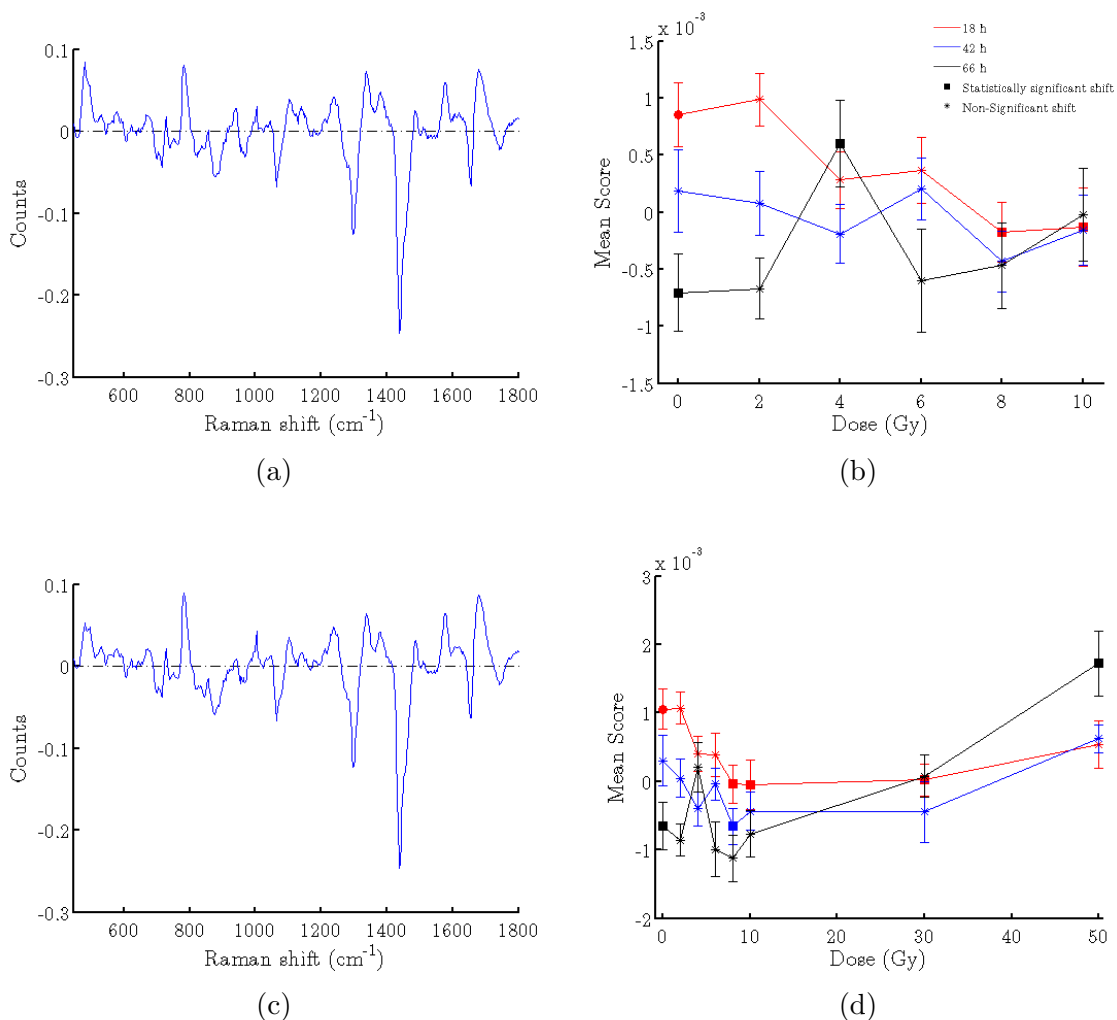 0.1
0
-0.1
-0.2
-0.3
Counts
600 800 1000 1200 1400 1600 1800
Raman shift (cm⁻¹)
(a)
x 10⁻³
1.5
1
0.5
0
-0.5
-1
-1.5
Mean Score
18 h
42 h
66 h
Statistically significant shift
Non-Significant shift
0 2 4 6 8 10
Dose (Gy)
(b)
0.1
0
-0.1
-0.2
-0.3
Counts
600 800 1000 1200 1400 1600 1800
Raman shift (cm⁻¹)
(c)
x 10⁻³
3
2
1
0
-1
-2
Mean Score
0 10 20 30 40 50
Dose (Gy)
(d)